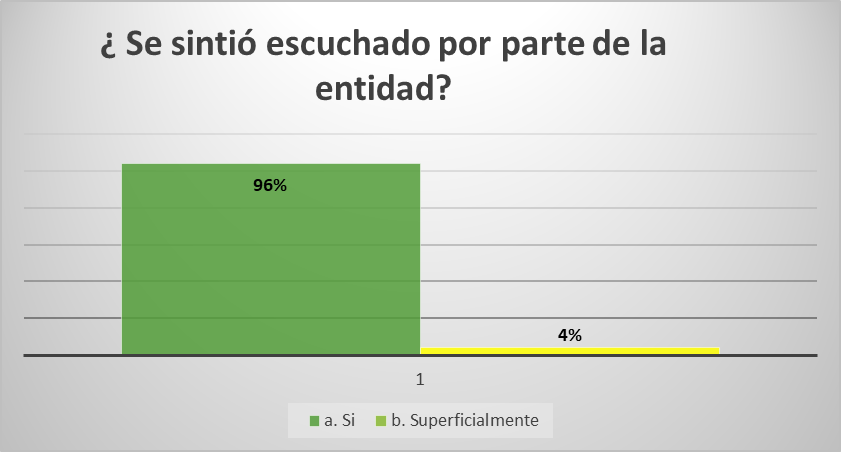 ¿ Se sintió escuchado por parte de la
entidad?
96%
4%
1
a. Si
b. Superficialmente